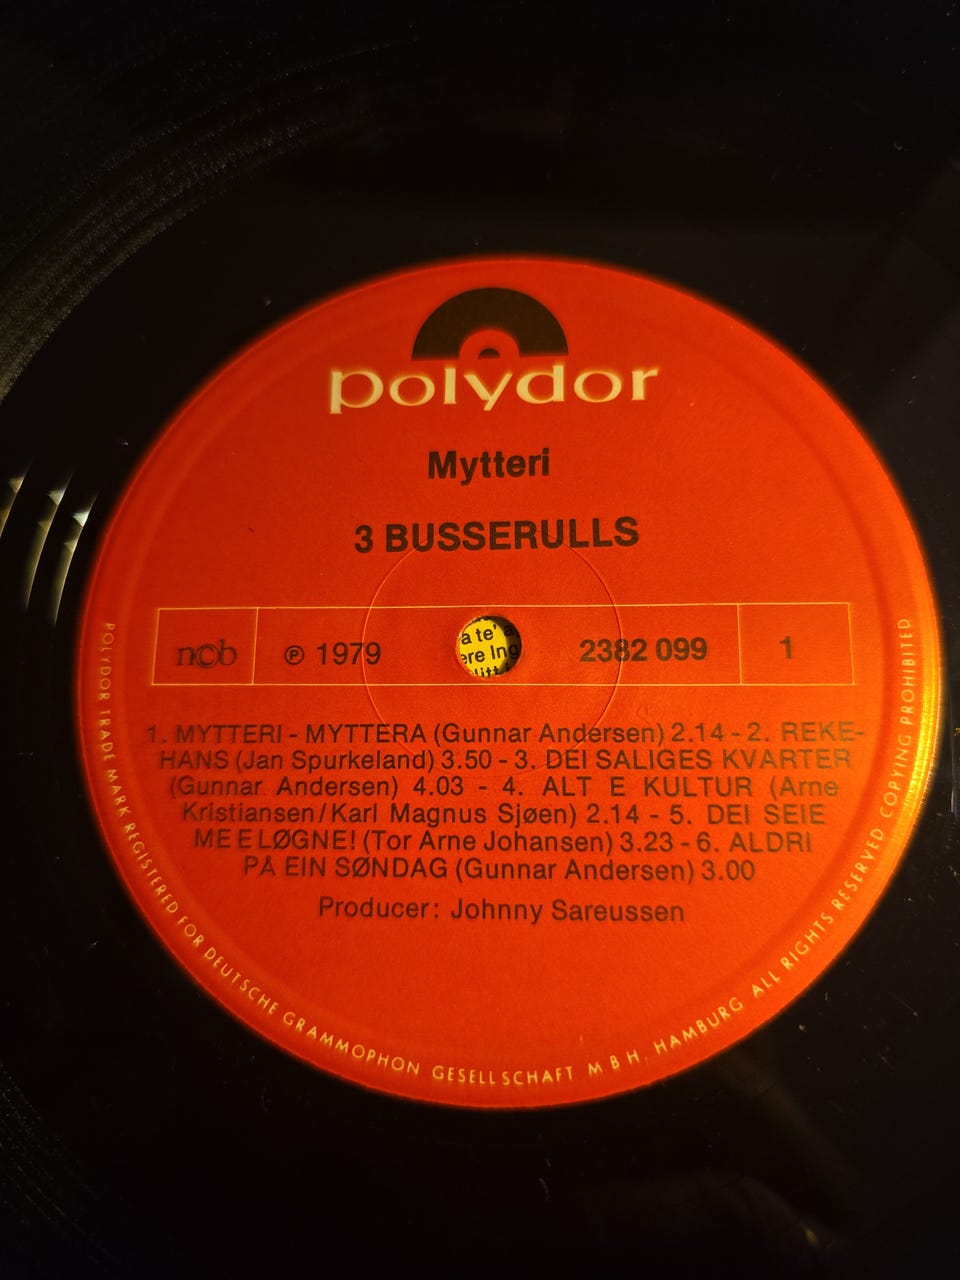 polydor
Mytteri
3 BUSSERULLS
ncb ℗ 1979 2382 099 1
1. MYTTERI - MYTTERA (Gunnar Andersen) 2.14 - 2. REKE-
HANS (Jan Spurkeland) 3.50 - 3. DEI SALIGES KVARTER
(Gunnar Andersen) 4.03 - 4. ALT E KULTUR (Arne
Kristiansen/Karl Magnus Sjøen) 2.14 - 5. DEI SEIE
ME E LØGNE! (Tor Arne Johansen) 3.23 - 6. ALDRI
PÅ EIN SØNDAG (Gunnar Andersen) 3.00
Producer: Johnny Sareussen
POLYDOR TRADE MARK REGISTERED FOR DEUTSCHE GRAMMOPHON GESELLSCHAFT M B H. HAMBURG ALL RIGHTS RESERVED COPYING PROHIBITED